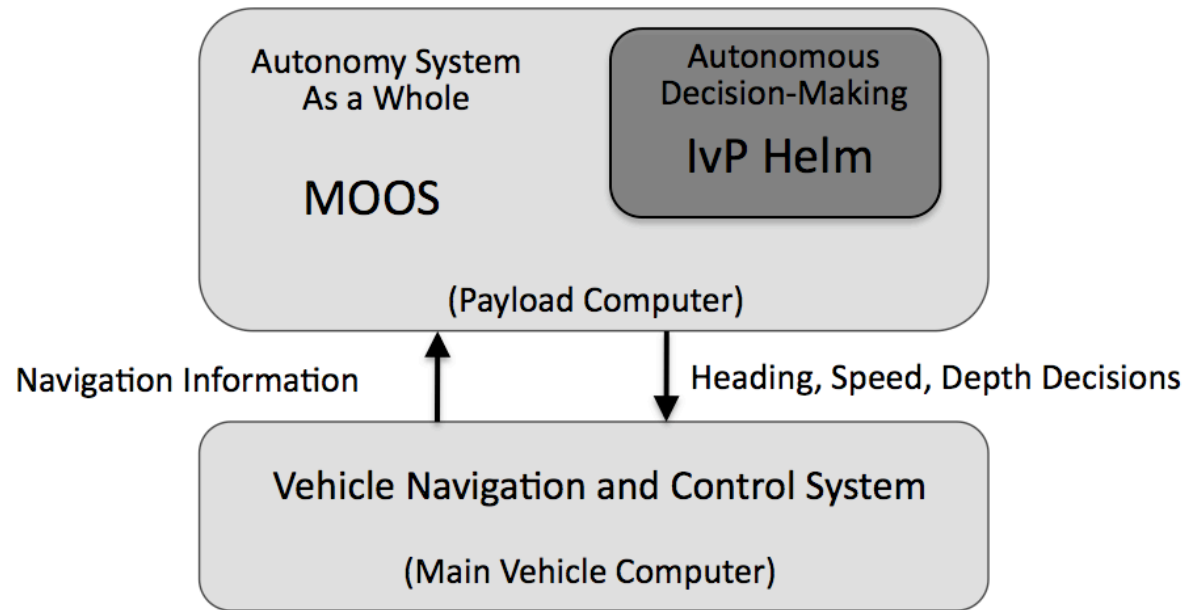 Autonomy System
As a Whole
MOOS
Autonomous
Decision-Making
IvP Helm
(Payload Computer)
Navigation Information
Heading, Speed, Depth Decisions
Vehicle Navigation and Control System
(Main Vehicle Computer)